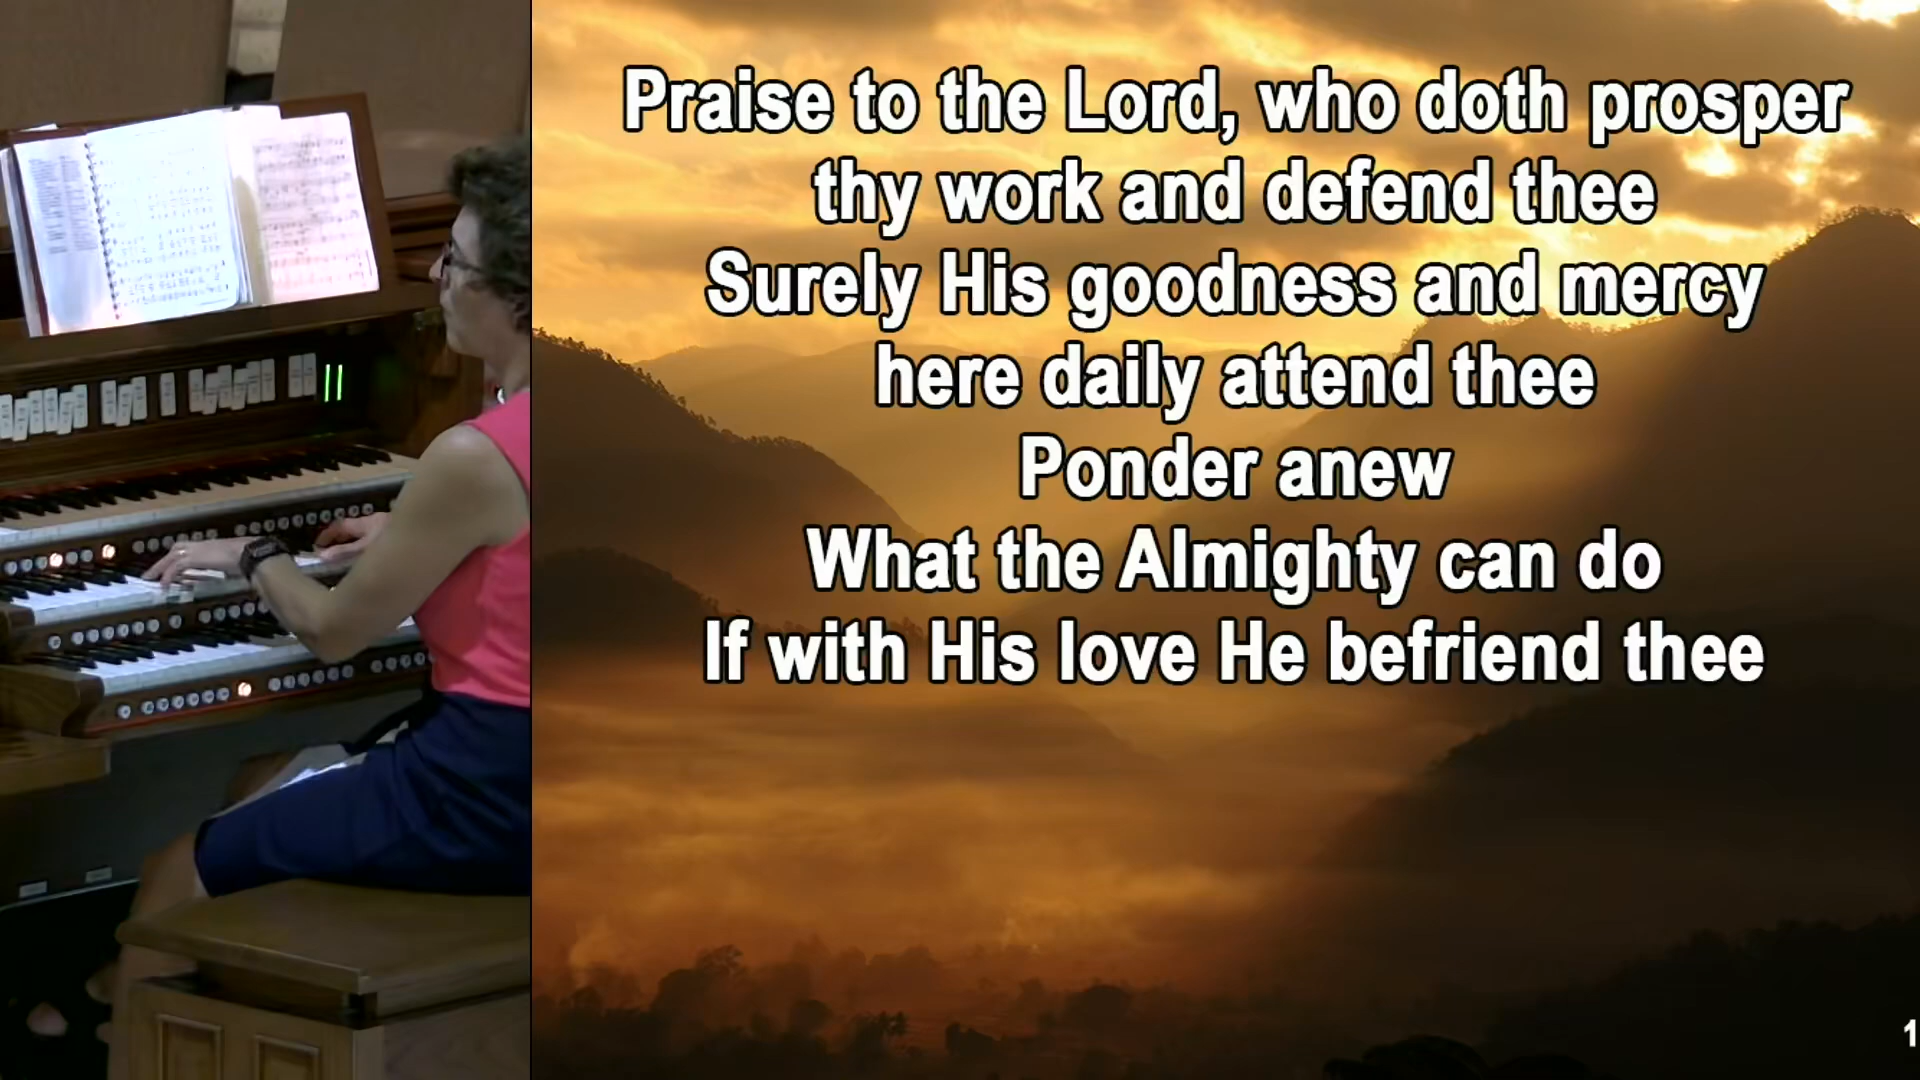 Praise to the Lord, who doth prosper
thy work and defend thee
Surely His goodness and mercy
here daily attend thee
Ponder anew
What the Almighty can do
If with His love He befriend thee
1